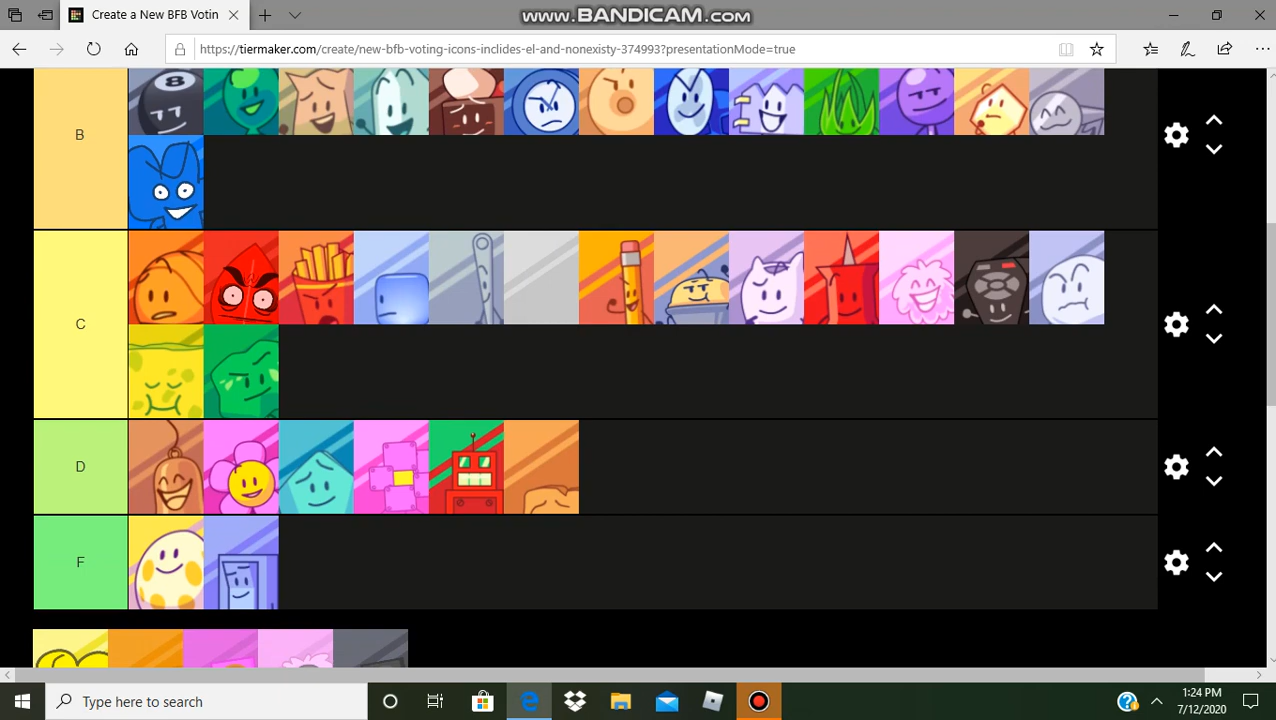 Create a New BFB Votin
www.BANDICAM.com
https://tiermaker.com/create/new-bfb-voting-icons-inclides-el-and-nonexisty-374993?presentationMode=true
B
8
C
D
F
Type here to search
1:24 PM
7/12/2020